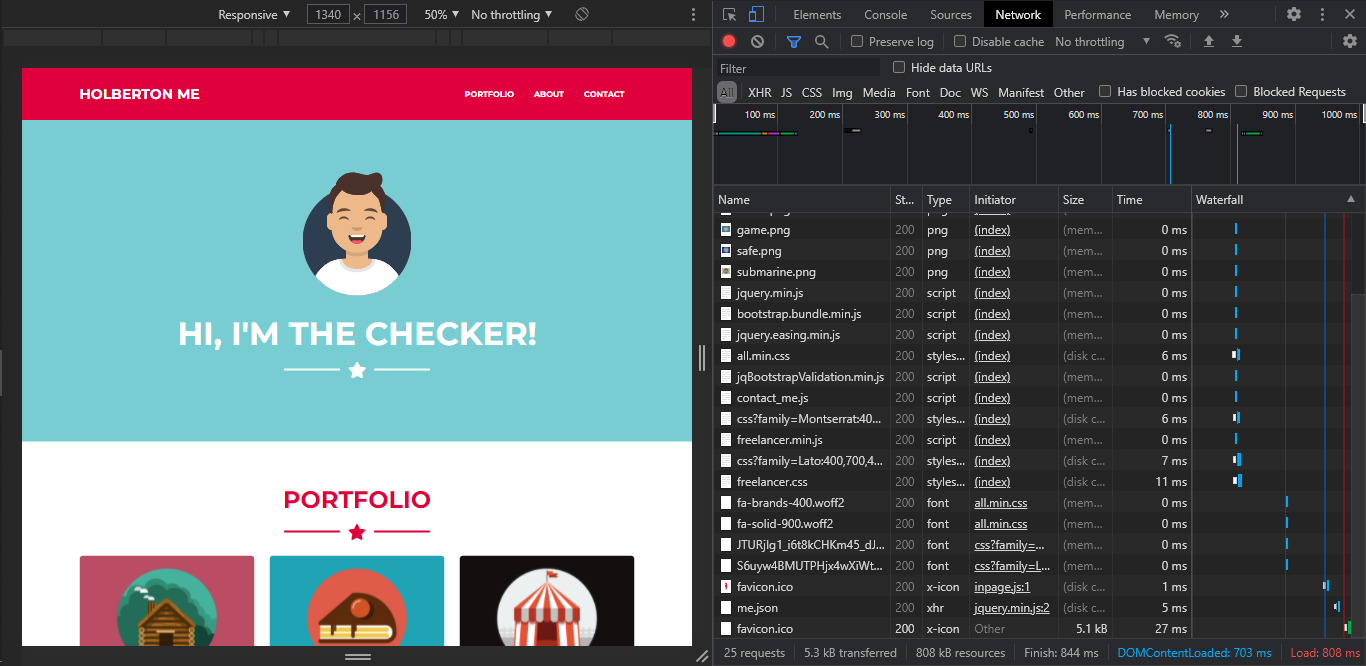 Responsive ▼ 1340 × 1156 50% ▼ No throttling ▼
HOLBERTON ME
PORTFOLIO ABOUT CONTACT
HI, I'M THE CHECKER!
PORTFOLIO
Elements Console Sources Network Performance Memory »
Preserve log Disable cache No throttling ▼
Filter Hide data URLs
All XHR JS CSS Img Media Font Doc WS Manifest Other Has blocked cookies Blocked Requests
100 ms 200 ms 300 ms 400 ms 500 ms 600 ms 700 ms 800 ms 900 ms 1000 ms
Name St... Type Initiator Size Time Waterfall
game.png 200 png (index) (mem... 0 ms
safe.png 200 png (index) (mem... 0 ms
submarine.png 200 png (index) (mem... 0 ms
jquery.min.js 200 script (index) (mem... 0 ms
bootstrap.bundle.min.js 200 script (index) (mem... 0 ms
jquery.easing.min.js 200 script (index) (mem... 0 ms
all.min.css 200 styles... (index) (disk c... 6 ms
jqBootstrapValidation.min.js 200 script (index) (mem... 0 ms
contact_me.js 200 script (index) (mem... 0 ms
css?family=Montserrat:40... 200 styles... (index) (disk c... 6 ms
freelancer.min.js 200 script (index) (mem... 0 ms
css?family=Lato:400,700,4... 200 styles... (index) (disk c... 7 ms
freelancer.css 200 styles... (index) (disk c... 11 ms
fa-brands-400.woff2 200 font all.min.css (mem... 0 ms
fa-solid-900.woff2 200 font all.min.css (mem... 0 ms
JTURjIg1_i6t8kCHKm45_dJ... 200 font css?family=... (mem... 0 ms
S6uyw4BMUTPHjx4wXiWt... 200 font css?family=L... (mem... 0 ms
favicon.ico 200 x-icon inpage.js:1 (disk c... 1 ms
me.json 200 xhr jquery.min.js:2 (disk c... 5 ms
favicon.ico 200 x-icon Other 5.1 kB 27 ms
25 requests 5.3 kB transferred 808 kB resources Finish: 844 ms DOMContentLoaded: 703 ms Load: 808 ms